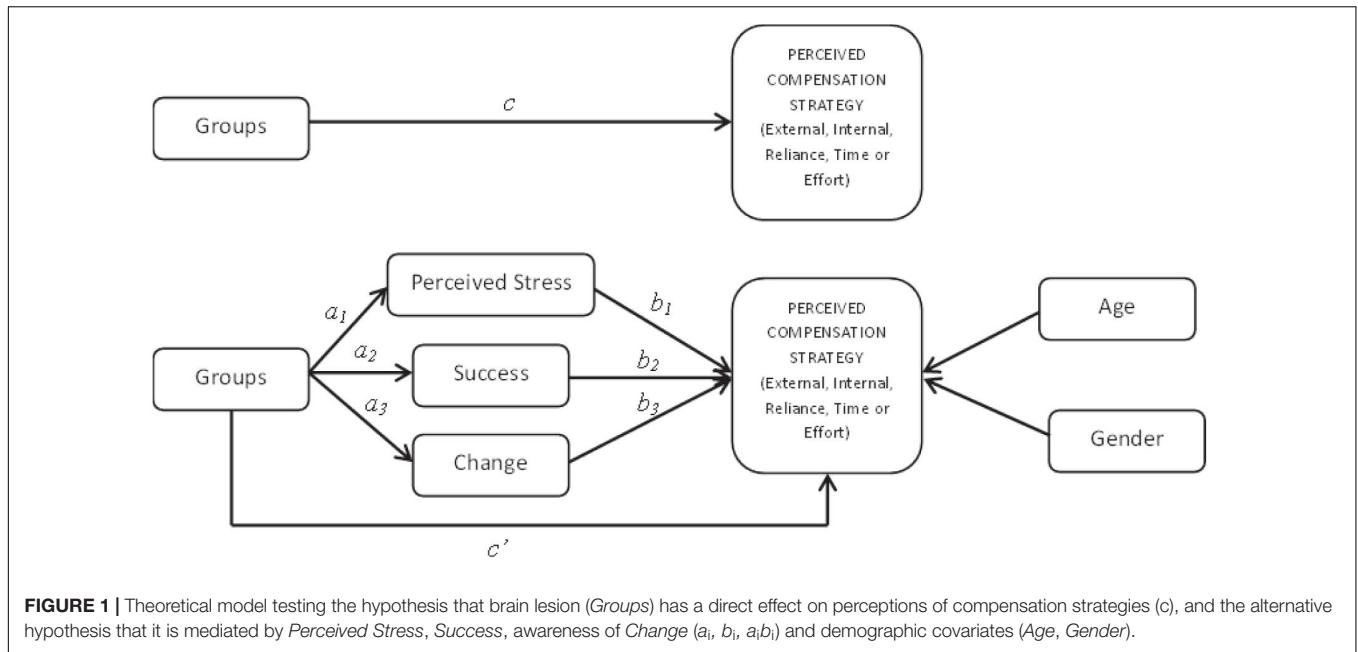 Groups
c
PERCEIVED
COMPENSATION
STRATEGY
(External, Internal,
Reliance, Time or
Effort)
Perceived Stress
a1
b1
Groups
a2
Success
b2
a3
b3
Change
PERCEIVED
COMPENSATION
STRATEGY
(External, Internal,
Reliance, Time or
Effort)
Age
Gender
c'
FIGURE 1 | Theoretical model testing the hypothesis that brain lesion (Groups) has a direct effect on perceptions of compensation strategies (c), and the alternative
hypothesis that it is mediated by Perceived Stress, Success, awareness of Change (ai, bi, aibi) and demographic covariates (Age, Gender).